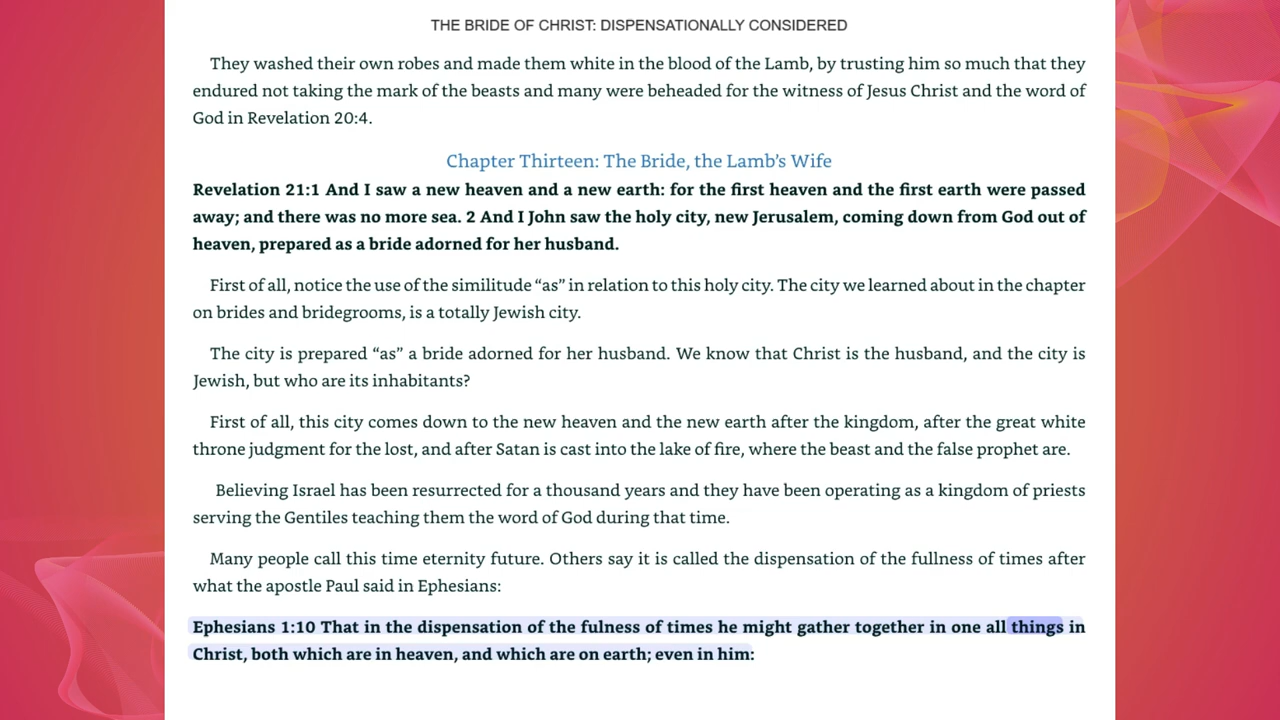 THE BRIDE OF CHRIST: DISPENSATIONALLY CONSIDERED
They washed their own robes and made them white in the blood of the Lamb, by trusting him so much that they
endured not taking the mark of the beasts and many were beheaded for the witness of Jesus Christ and the word of
God in Revelation 20:4.
Chapter Thirteen: The Bride, the Lamb's Wife
Revelation 21:1 And I saw a new heaven and a new earth: for the first heaven and the first earth were passed
away; and there was no more sea. 2 And I John saw the holy city, new Jerusalem, coming down from God out of
heaven, prepared as a bride adorned for her husband.
First of all, notice the use of the similitude “as” in relation to this holy city. The city we learned about in the chapter
on brides and bridegrooms, is a totally Jewish city.
The city is prepared “as” a bride adorned for her husband. We know that Christ is the husband, and the city is
Jewish, but who are its inhabitants?
First of all, this city comes down to the new heaven and the new earth after the kingdom, after the great white
throne judgment for the lost, and after Satan is cast into the lake of fire, where the beast and the false prophet are.
Believing Israel has been resurrected for a thousand years and they have been operating as a kingdom of priests
serving the Gentiles teaching them the word of God during that time.
Many people call this time eternity future. Others say it is called the dispensation of the fullness of times after
what the apostle Paul said in Ephesians:
Ephesians 1:10 That in the dispensation of the fulness of times he might gather together in one all things in
Christ, both which are in heaven, and which are on earth; even in him: